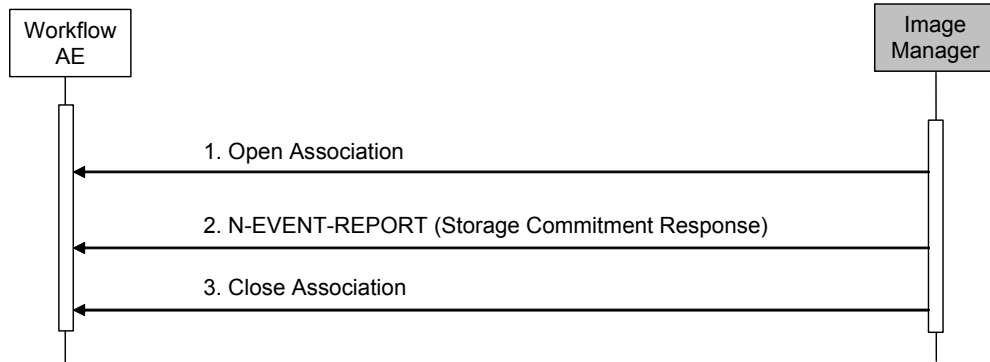 Workflow
AE
Image
Manager
1. Open Association
2. N-EVENT-REPORT (Storage Commitment Response)
3. Close Association